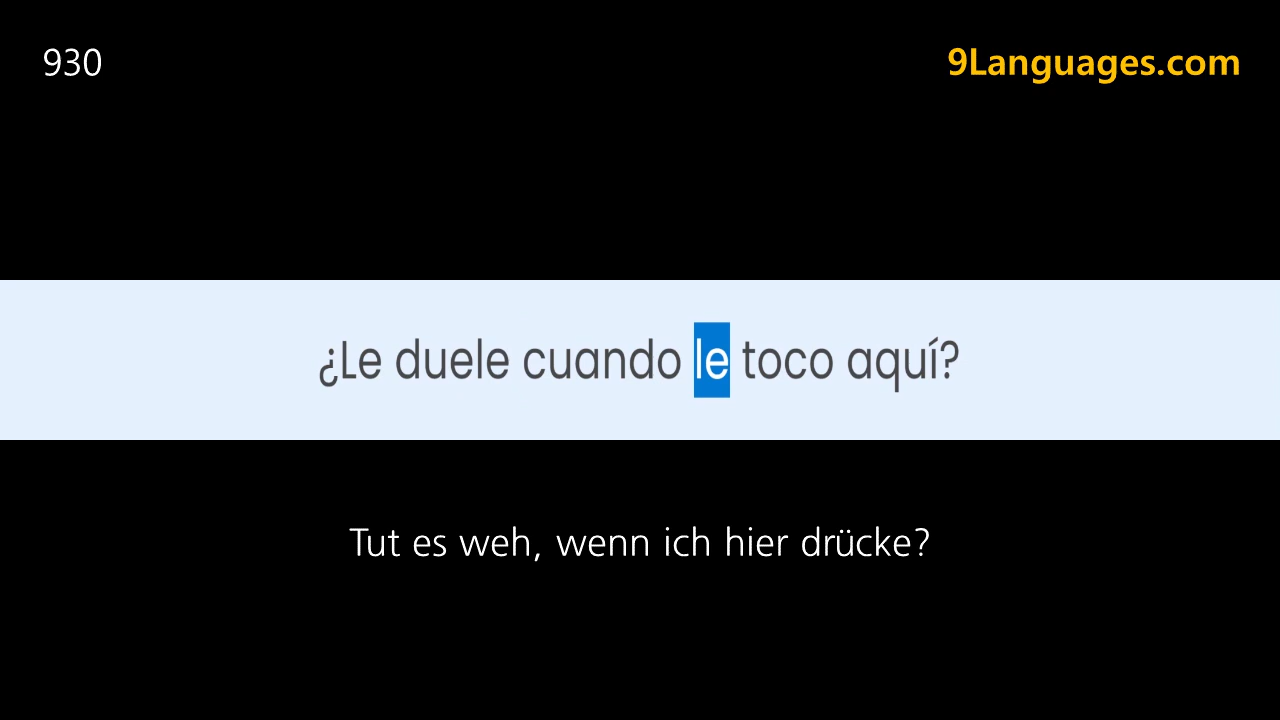 930
9Languages.com
¿Le duele cuando le toco aquí?
Tut es weh, wenn ich hier drücke?